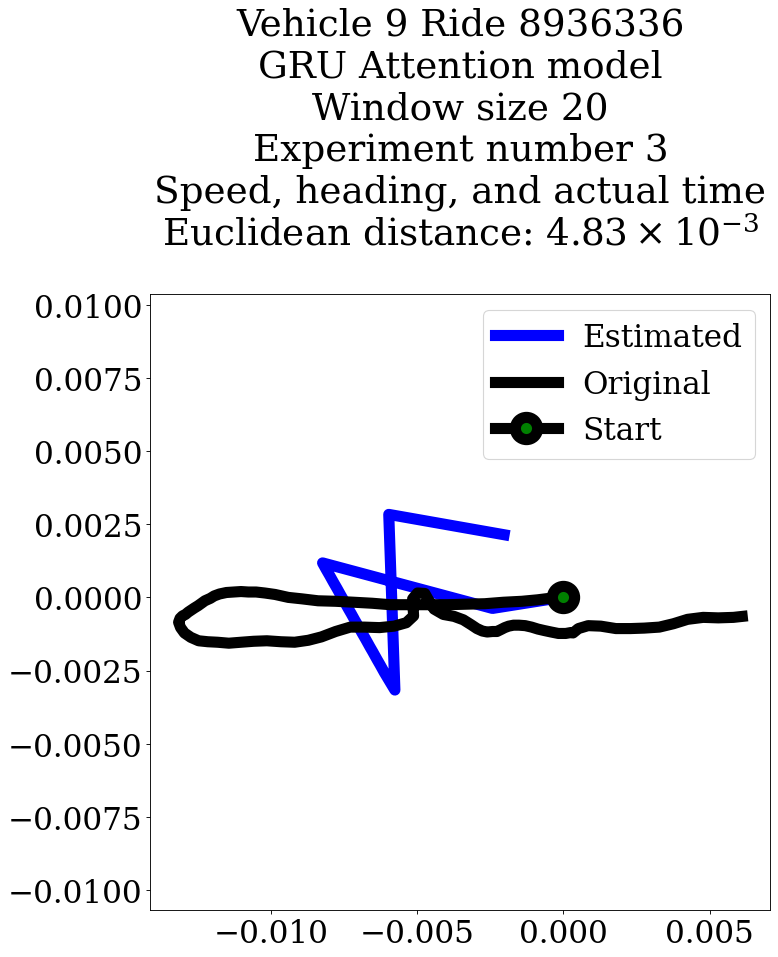 Vehicle 9 Ride 8936336
GRU Attention model
Window size 20
Experiment number 3
Speed, heading, and actual time
Euclidean distance: 4.83 × 10⁻³
Estimated
Original
Start
0.0100
0.0075
0.0050
0.0025
0.0000
−0.0025
−0.0050
−0.0075
−0.0100
−0.010 −0.005 0.000 0.005